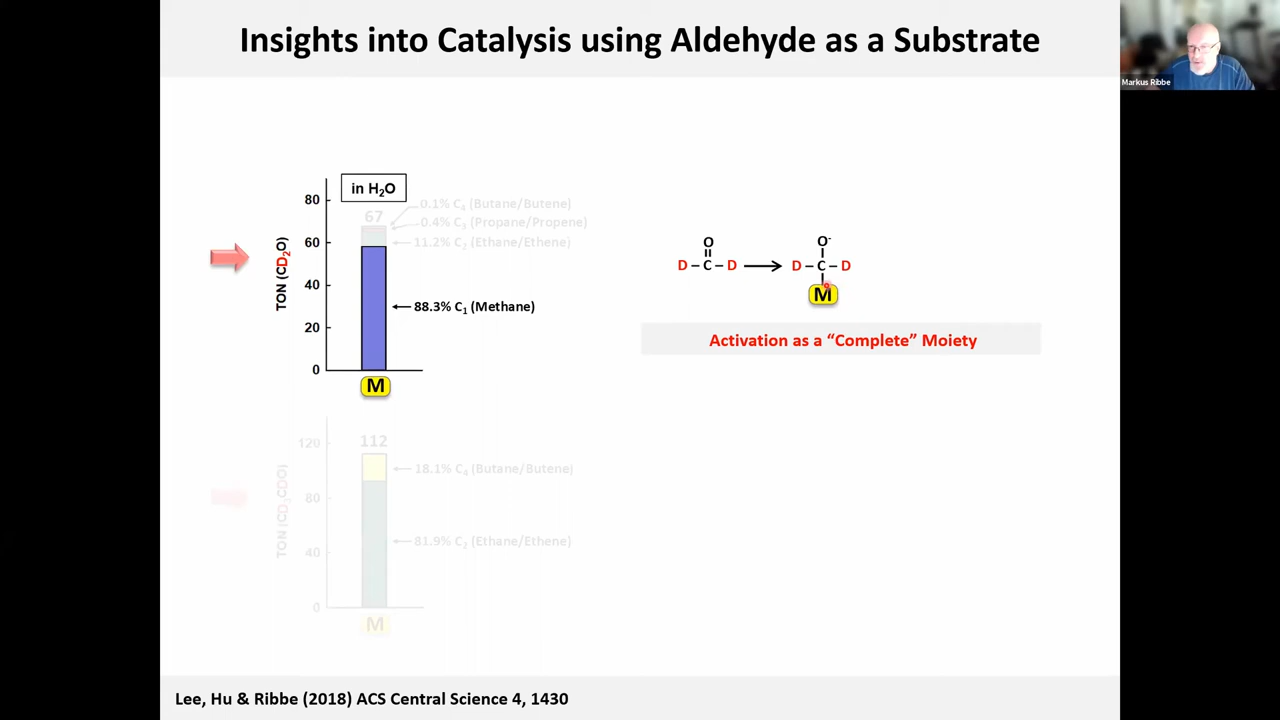 Insights into Catalysis using Aldehyde as a Substrate
Markus Ribbe
in H2O
80
60
40
20
0
TON (CD2O)
67
0.1% C4 (Butane/Butene)
0.4% C3 (Propane/Propene)
11.2% C2 (Ethane/Ethene)
88.3% C1 (Methane)
M
O
D – C – D
O-
D – C – D
M
Activation as a “Complete” Moiety
120
80
40
0
TON (CD3CDO)
112
18.1% C4 (Butane/Butene)
81.9% C2 (Ethane/Ethene)
M
Lee, Hu & Ribbe (2018) ACS Central Science 4, 1430